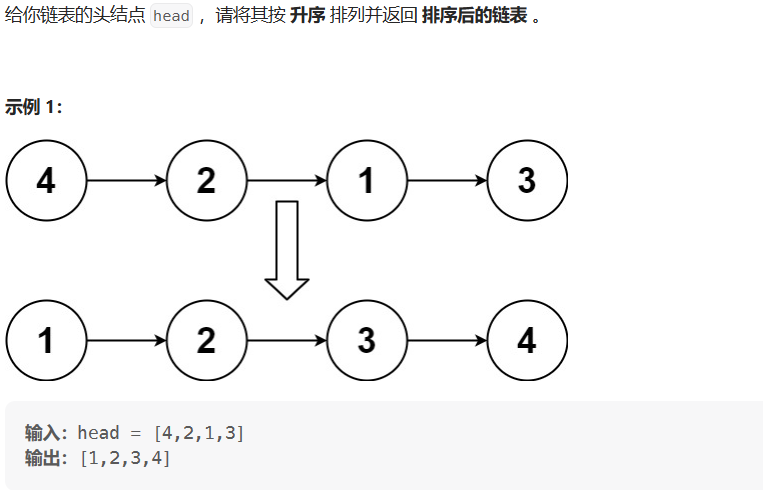 给你链表的头结点 head ，请将其按 升序 排列并返回 排序后的链表 。
示例 1：
4 2 1 3
1 2 3 4
输入：head = [4,2,1,3]
输出：[1,2,3,4]